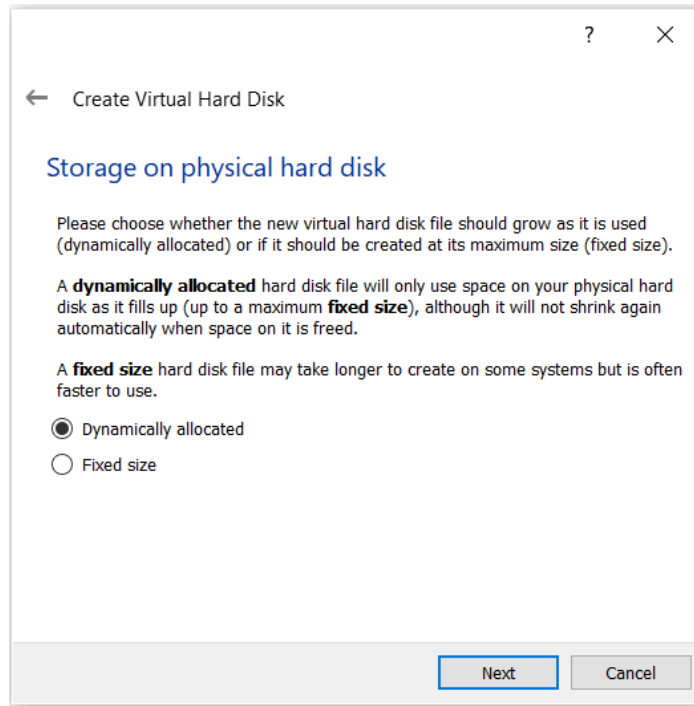 ?
Create Virtual Hard Disk
Storage on physical hard disk
Please choose whether the new virtual hard disk file should grow as it is used
(dynamically allocated) or if it should be created at its maximum size (fixed size).
A dynamically allocated hard disk file will only use space on your physical hard
disk as it fills up (up to a maximum fixed size), although it will not shrink again
automatically when space on it is freed.
A fixed size hard disk file may take longer to create on some systems but is often
faster to use.
Dynamically allocated
Fixed size
Next Cancel